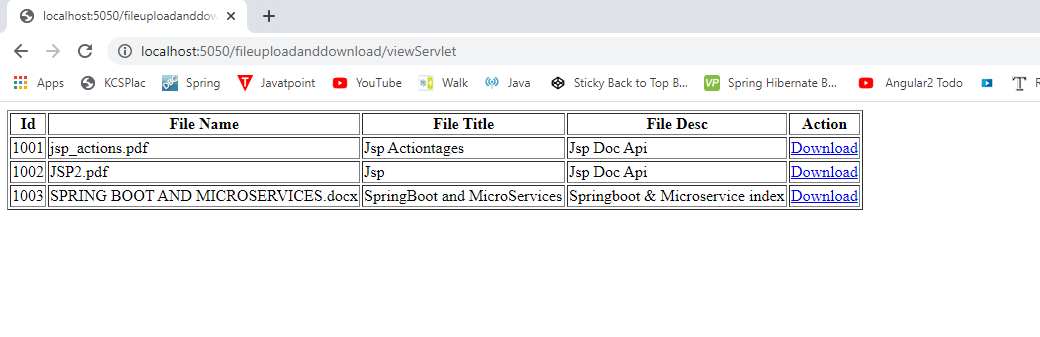 localhost:5050/fileuploadanddow
localhost:5050/fileuploadanddownload/viewServlet
Apps KCSPlac Spring Javatpoint YouTube Walk Java Sticky Back to Top B... Spring Hibernate B... Angular2 Todo
Id File Name File Title File Desc Action
1001 jsp_actions.pdf Jsp Actiontages Jsp Doc Api Download
1002 JSP2.pdf Jsp Jsp Doc Api Download
1003 SPRING BOOT AND MICROSERVICES.docx SpringBoot and MicroServices Springboot & Microservice index Download